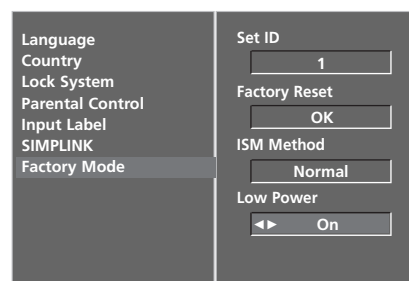 Language
Country
Lock System
Parental Control
Input Label
SIMPLINK
Factory Mode
Set ID
1
Factory Reset
OK
ISM Method
Normal
Low Power
◄► On